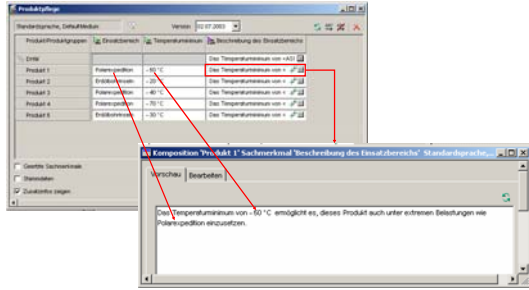 Produktpflege
Standardsprache, DefaultMedium
Version
02.07.2003
Produkt/Produktgruppen
Einsatzbereich
Temperaturminimum
Beschreibung des Einsatzbereichs
Erste
Das Temperaturminimum von <ASI
Produkt 1
Polarexpedition
- 60 °C
Das Temperaturminimum von <
Produkt 2
Erdölbohrinseln
- 20 °C
Das Temperaturminimum von <
Produkt 3
Polarexpedition
- 40 °C
Das Temperaturminimum von <
Produkt 4
Polarexpedition
- 70 °C
Das Temperaturminimum von <
Produkt 5
Erdölbohrinseln
- 30 °C
Das Temperaturminimum von <
Geerbte Sachmerkmale
Stammdaten
Zusatzinfos zeigen
Komposition 'Produkt 1' Sachmerkmal 'Beschreibung des Einsatzbereichs' Standardsprache,...
Vorschau
Bearbeiten
Das Temperaturminimum von - 60 °C ermöglicht es, dieses Produkt auch unter extremen Belastungen wie
Polarexpedition einzusetzen.